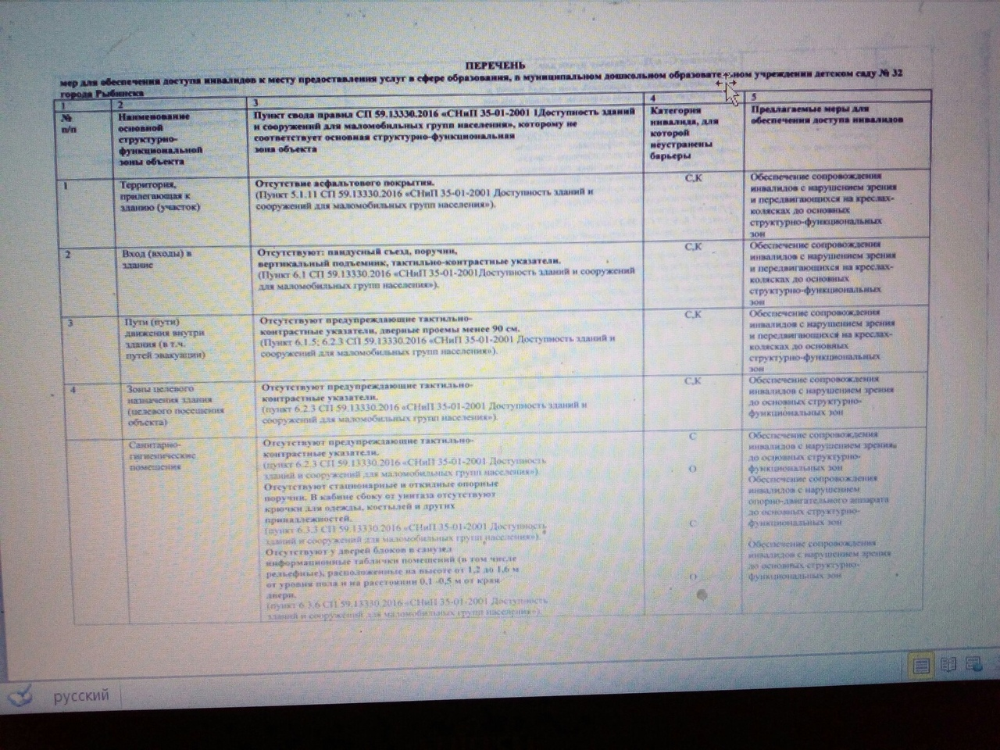 ПЕРЕЧЕНЬ
мер для обеспечения доступа инвалидов к месту предоставления услуг в сфере образования, в муниципальном дошкольном образовате ном учреждении детском саду № 32
города Рыбинска
1
2
3
4
5
№
п/п
Наименование
основной
структурно-
функциональной
зоны объекта
Пункт свода правил СП 59.13330.2016 «СНиП 35-01-2001 1Доступность зданий
и сооружений для маломобильных групп населения», которому не
соответствует основная структурно-функциональная
зона объекта
Категория
инвалида, для
которой
неустранены
барьеры
Предлагаемые меры для
обеспечения доступа инвалидов
1
Территория,
прилегающая к
зданию (участок)
Отсутствие асфальтового покрытия.
(Пункт 5.1.11 СП 59.13330.2016 «СНиП 35-01-2001 Доступность зданий и
сооружений для маломобильных групп населения»).
С,К
Обеспечение сопровождения
инвалидов с нарушением зрения
и передвигающихся на креслах-
колясках до основных
структурно-функциональных
зон
2
Вход (входы) в
здание
Отсутствуют: пандусный съезд, поручни,
вертикальный подъемник, тактильно-контрастные указатели.
(Пункт 6.1 СП 59.13330.2016 «СНиП 35-01-2001Доступность зданий и сооружений
для маломобильных групп населения»).
С,К
Обеспечение сопровождения
инвалидов с нарушением зрения
и передвигающихся на креслах-
колясках до основных
структурно-функциональных
зон
3
Пути (пути)
движения внутри
здания (в т.ч.
путей эвакуации)
Отсутствуют предупреждающие тактильно-
контрастные указатели, дверные проемы менее 90 см.
(Пункт 6.1.5; 6.2.3 СП 59.13330.2016 «СНиП 35-01-2001 Доступность зданий и
сооружений для маломобильных групп населения»).
С,К
Обеспечение сопровождения
инвалидов с нарушением зрения
и передвигающихся на креслах-
колясках до основных
структурно-функциональных
зон
4
Зоны целевого
назначения здания
(целевого посещения
объекта)
Отсутствуют предупреждающие тактильно-
контрастные указатели.
(пункт 6.2.3 СП 59.13330.2016 «СНиП 35-01-2001 Доступность зданий и
сооружений для маломобильных групп населения»).
С,К
Обеспечение сопровождения
инвалидов с нарушением зрения
до основных структурно-
функциональных зон
Санитарно-
гигиенические
помещения
Отсутствуют предупреждающие тактильно-
контрастные указатели.
(пункт 6.2.3 СП 59.13330.2016 «СНиП 35-01-2001 Доступность
зданий и сооружений для маломобильных групп населения»).
Отсутствуют стационарные и откидные опорные
поручни. В кабине сбоку от унитаза отсутствуют
крючки для одежды, костылей и других
принадлежностей.
(пункт 6.3.3 СП 59.13330.2016 «СНиП 35-01-2001 Доступность
зданий и сооружений для маломобильных групп населения»).
Отсутствуют у дверей блоков в санузел
информационные таблички помещений (в том числе
рельефные), расположенные на высоте от 1,2 до 1,6 м
от уровня пола и на расстоянии 0,1 -0,5 м от края
двери.
(пункт 6.3.6 СП 59.13330.2016 «СНиП 35-01-2001 Доступность
зданий и сооружений для маломобильных групп населения»).
С
О
С
О
Обеспечение сопровождения
инвалидов с нарушением зрения
до основных структурно-
функциональных зон
Обеспечение сопровождения
инвалидов с нарушением
опорно-двигательного аппарата
до основных структурно-
функциональных зон
Обеспечение сопровождения
инвалидов с нарушением зрения
до основных структурно-
функциональных зон
русский